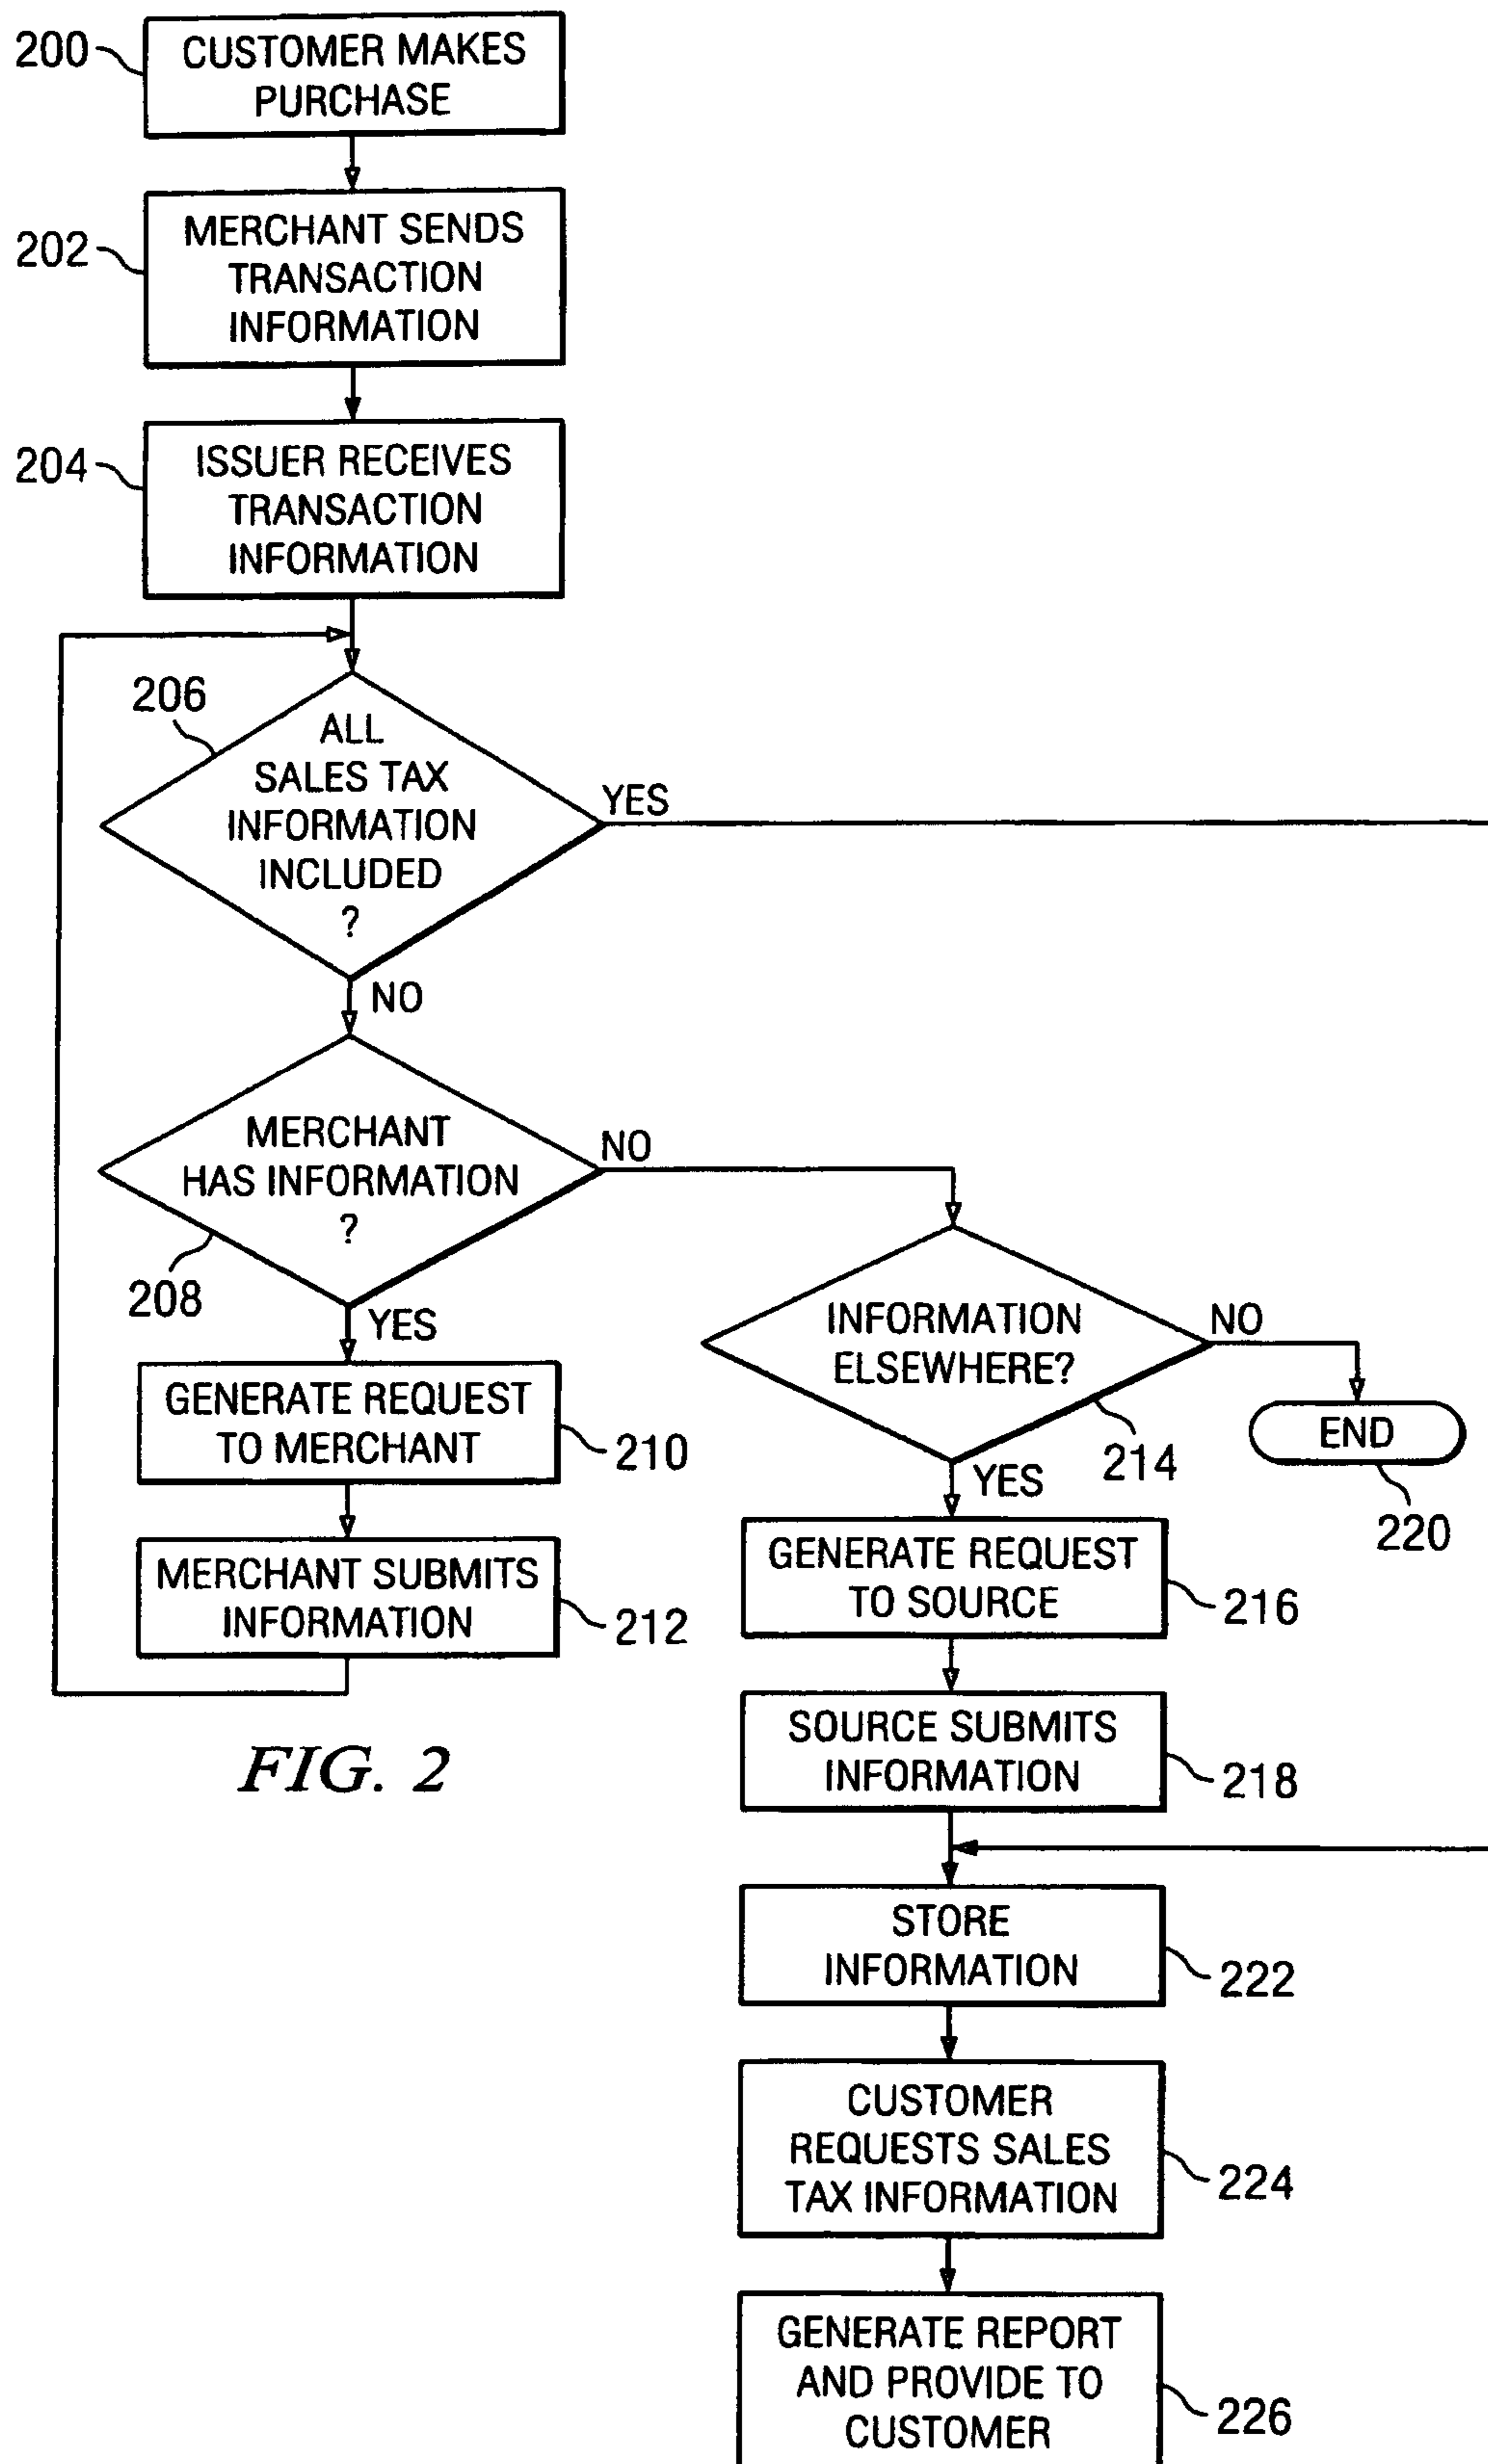 200
CUSTOMER MAKES
PURCHASE
202
MERCHANT SENDS
TRANSACTION
INFORMATION
204
ISSUER RECEIVES
TRANSACTION
INFORMATION
206
ALL
SALES TAX
INFORMATION
INCLUDED
?
YES
NO
MERCHANT
HAS INFORMATION
?
208
NO
YES
GENERATE REQUEST
TO MERCHANT
210
MERCHANT SUBMITS
INFORMATION
212
INFORMATION
ELSEWHERE?
214
NO
END
220
YES
GENERATE REQUEST
TO SOURCE
216
SOURCE SUBMITS
INFORMATION
218
FIG. 2
STORE
INFORMATION
222
CUSTOMER
REQUESTS SALES
TAX INFORMATION
224
GENERATE REPORT
AND PROVIDE TO
CUSTOMER
226